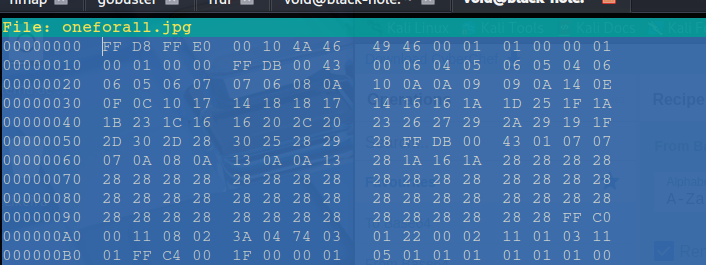 nmap gobuster ffuf void@black-hole: void@black-hole:
File: oneforall.jpg
00000000 FF D8 FF E0 00 10 4A 46 49 46 00 01 01 00 00 01
00000010 00 01 00 00 FF DB 00 43 00 06 04 05 06 05 04 06
00000020 06 05 06 07 07 06 08 0A 10 0A 0A 09 09 0A 14 0E
00000030 0F 0C 10 17 14 18 18 17 14 16 16 1A 1D 25 1F 1A
00000040 1B 23 1C 16 16 20 2C 20 23 26 27 29 2A 29 19 1F
00000050 2D 30 2D 28 30 25 28 29 28 FF DB 00 43 01 07 07
00000060 07 0A 08 0A 13 0A 0A 13 28 1A 16 1A 28 28 28 28
00000070 28 28 28 28 28 28 28 28 28 28 28 28 28 28 28 28
00000080 28 28 28 28 28 28 28 28 28 28 28 28 28 28 28 28
00000090 28 28 28 28 28 28 28 28 28 28 28 28 28 28 FF C0
000000A0 00 11 08 02 3A 04 74 03 01 22 00 02 11 01 03 11
000000B0 01 FF C4 00 1F 00 00 01 05 01 01 01 01 01 01 00
Kali Linux Kali Tools Kali Docs
Recipe
A-Za